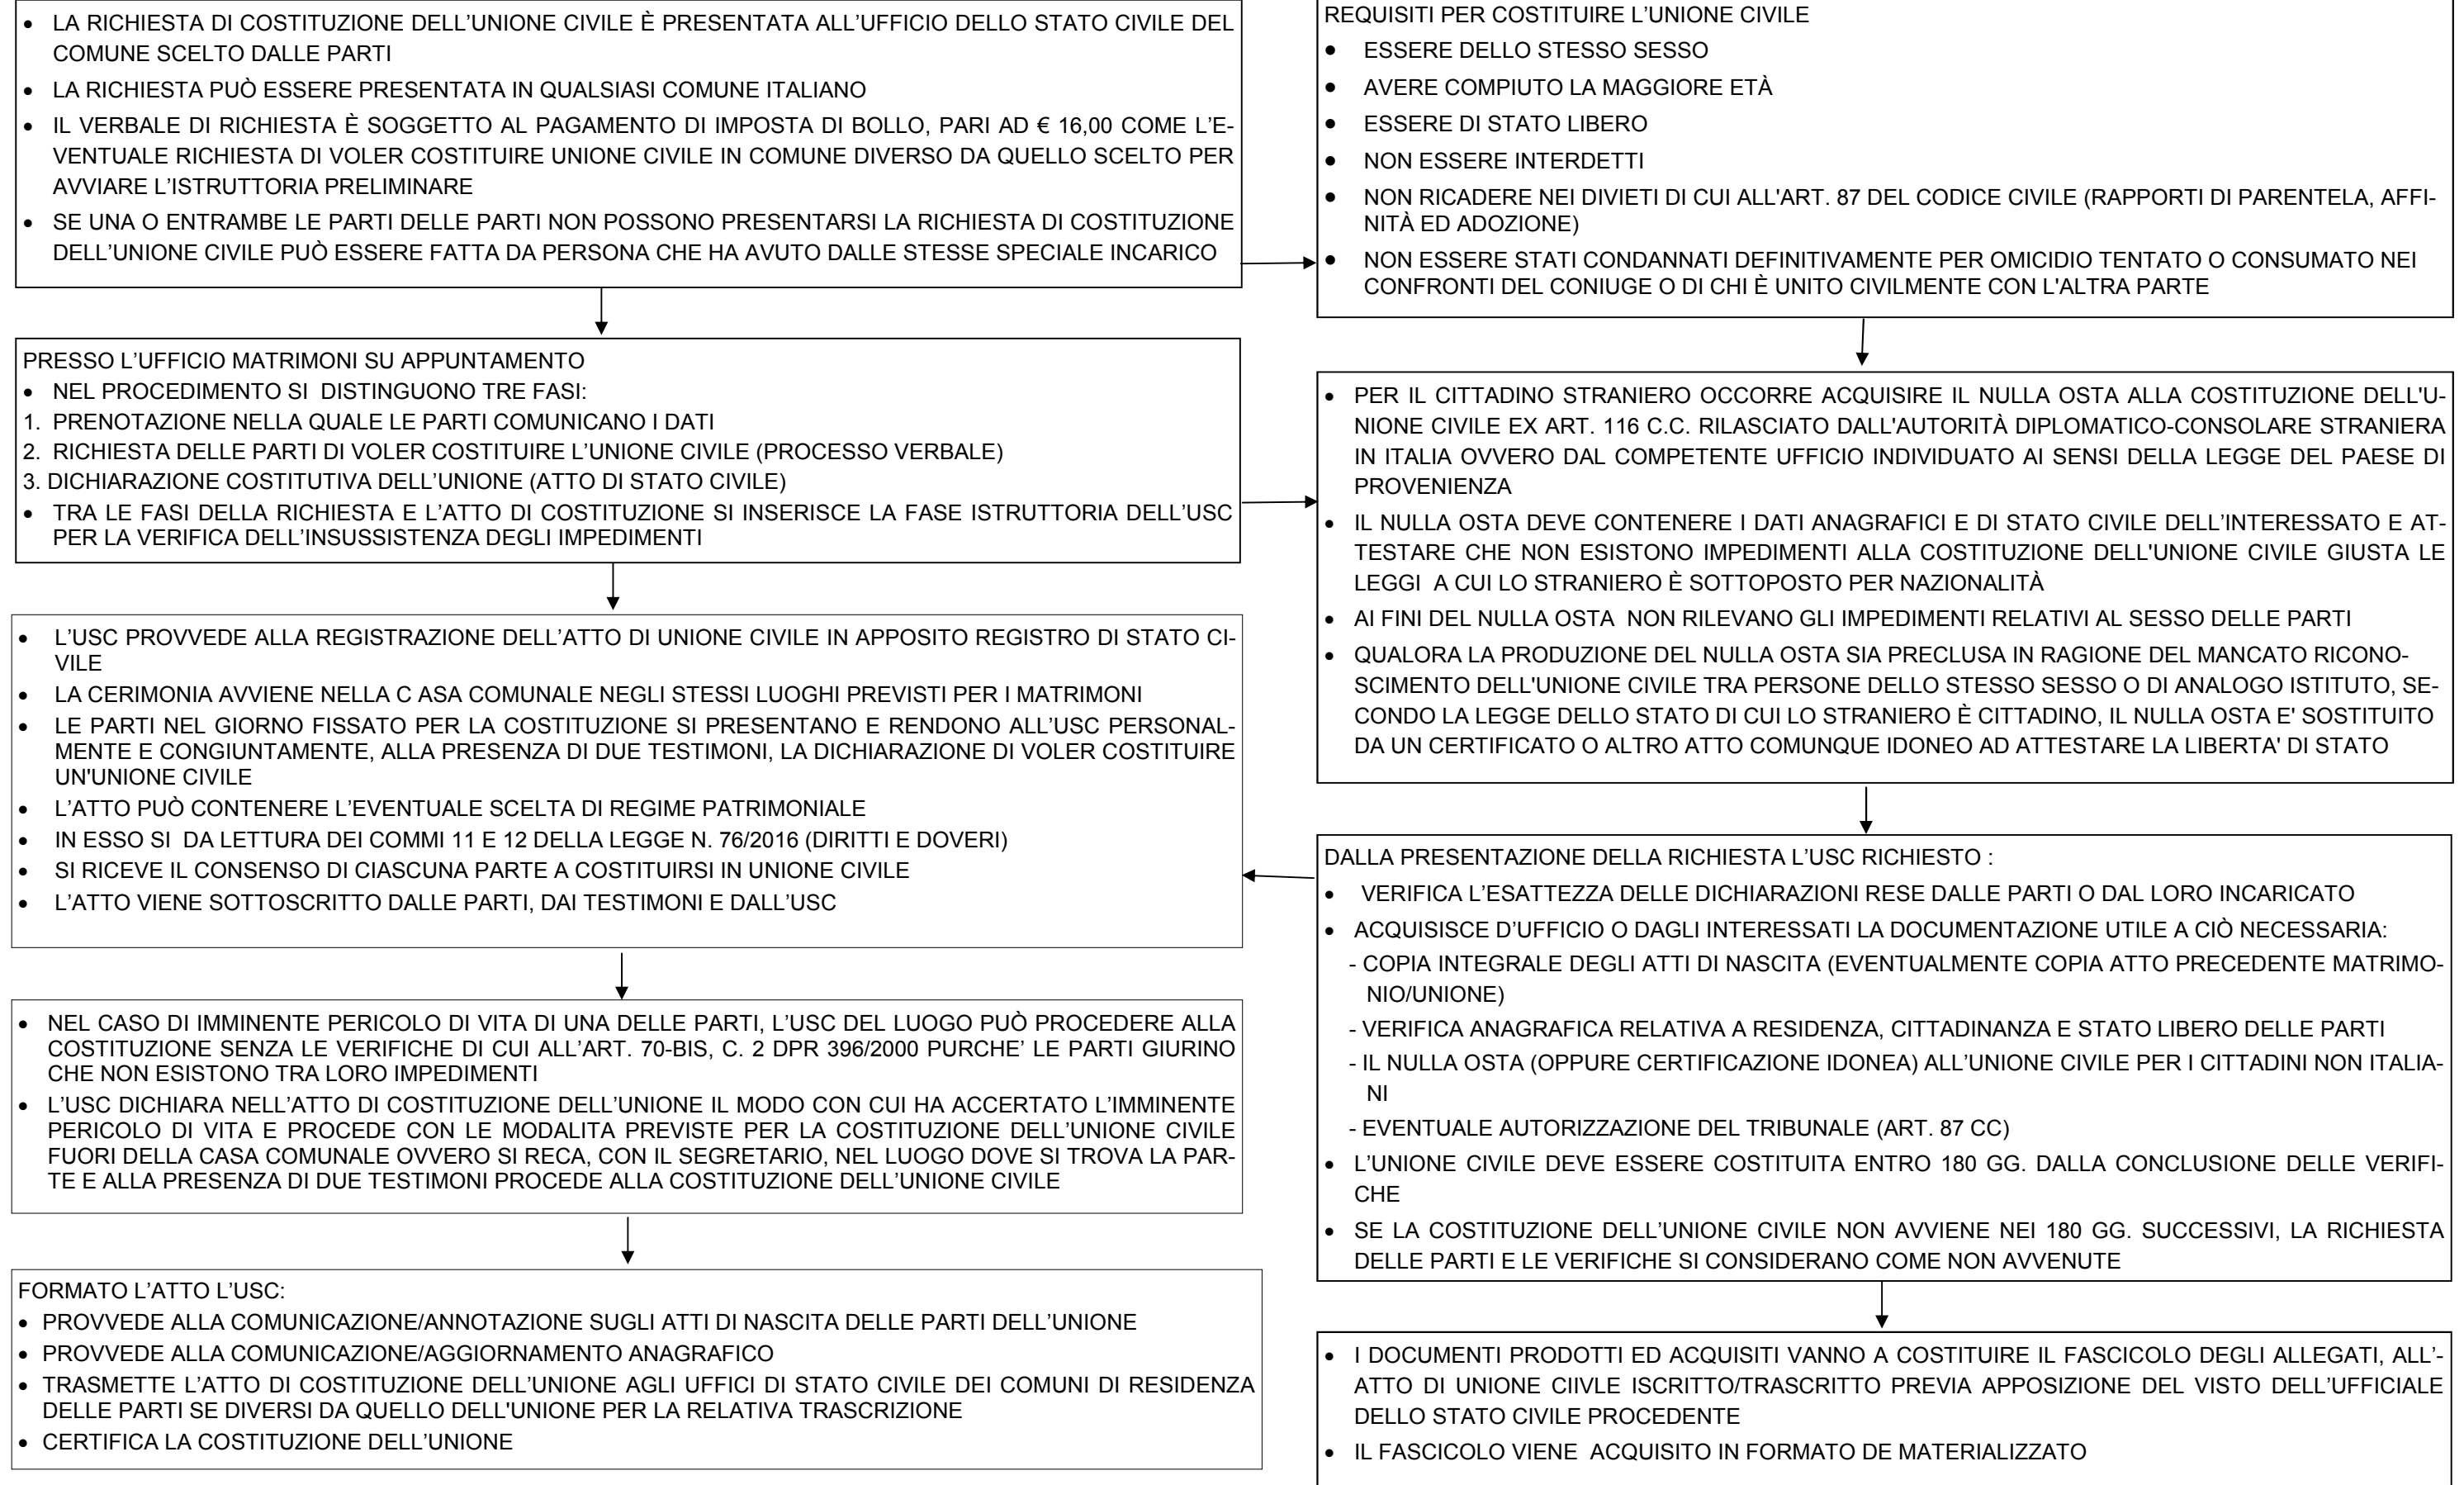 • LA RICHIESTA DI COSTITUZIONE DELL'UNIONE CIVILE È PRESENTATA ALL'UFFICIO DELLO STATO CIVILE DEL
COMUNE SCELTO DALLE PARTI
• LA RICHIESTA PUÒ ESSERE PRESENTATA IN QUALSIASI COMUNE ITALIANO
• IL VERBALE DI RICHIESTA È SOGGETTO AL PAGAMENTO DI IMPOSTA DI BOLLO, PARI AD € 16,00 COME L'E-
VENTUALE RICHIESTA DI VOLER COSTITUIRE UNIONE CIVILE IN COMUNE DIVERSO DA QUELLO SCELTO PER
AVVIARE L'ISTRUTTORIA PRELIMINARE
• SE UNA O ENTRAMBE LE PARTI DELLE PARTI NON POSSONO PRESENTARSI LA RICHIESTA DI COSTITUZIONE
DELL'UNIONE CIVILE PUÒ ESSERE FATTA DA PERSONA CHE HA AVUTO DALLE STESSE SPECIALE INCARICO
PRESSO L'UFFICIO MATRIMONI SU APPUNTAMENTO
• NEL PROCEDIMENTO SI DISTINGUONO TRE FASI:
1. PRENOTAZIONE NELLA QUALE LE PARTI COMUNICANO I DATI
2. RICHIESTA DELLE PARTI DI VOLER COSTITUIRE L'UNIONE CIVILE (PROCESSO VERBALE)
3. DICHIARAZIONE COSTITUTIVA DELL'UNIONE (ATTO DI STATO CIVILE)
• TRA LE FASI DELLA RICHIESTA E L'ATTO DI COSTITUZIONE SI INSERISCE LA FASE ISTRUTTORIA DELL'USC
PER LA VERIFICA DELL'INSUSSISTENZA DEGLI IMPEDIMENTI
• L'USC PROVVEDE ALLA REGISTRAZIONE DELL'ATTO DI UNIONE CIVILE IN APPOSITO REGISTRO DI STATO CI-
VILE
• LA CERIMONIA AVVIENE NELLA C ASA COMUNALE NEGLI STESSI LUOGHI PREVISTI PER I MATRIMONI
• LE PARTI NEL GIORNO FISSATO PER LA COSTITUZIONE SI PRESENTANO E RENDONO ALL'USC PERSONAL-
MENTE E CONGIUNTAMENTE, ALLA PRESENZA DI DUE TESTIMONI, LA DICHIARAZIONE DI VOLER COSTITUIRE
UN'UNIONE CIVILE
• L'ATTO PUÒ CONTENERE L'EVENTUALE SCELTA DI REGIME PATRIMONIALE
• IN ESSO SI DA LETTURA DEI COMMI 11 E 12 DELLA LEGGE N. 76/2016 (DIRITTI E DOVERI)
• SI RICEVE IL CONSENSO DI CIASCUNA PARTE A COSTITUIRSI IN UNIONE CIVILE
• L'ATTO VIENE SOTTOSCRITTO DALLE PARTI, DAI TESTIMONI E DALL'USC
• NEL CASO DI IMMINENTE PERICOLO DI VITA DI UNA DELLE PARTI, L'USC DEL LUOGO PUÒ PROCEDERE ALLA
COSTITUZIONE SENZA LE VERIFICHE DI CUI ALL'ART. 70-BIS, C. 2 DPR 396/2000 PURCHE' LE PARTI GIURINO
CHE NON ESISTONO TRA LORO IMPEDIMENTI
• L'USC DICHIARA NELL'ATTO DI COSTITUZIONE DELL'UNIONE IL MODO CON CUI HA ACCERTATO L'IMMINENTE
PERICOLO DI VITA E PROCEDE CON LE MODALITA PREVISTE PER LA COSTITUZIONE DELL'UNIONE CIVILE
FUORI DELLA CASA COMUNALE OVVERO SI RECA, CON IL SEGRETARIO, NEL LUOGO DOVE SI TROVA LA PAR-
TE E ALLA PRESENZA DI DUE TESTIMONI PROCEDE ALLA COSTITUZIONE DELL'UNIONE CIVILE
FORMATO L'ATTO L'USC:
• PROVVEDE ALLA COMUNICAZIONE/ANNOTAZIONE SUGLI ATTI DI NASCITA DELLE PARTI DELL'UNIONE
• PROVVEDE ALLA COMUNICAZIONE/AGGIORNAMENTO ANAGRAFICO
• TRASMETTE L'ATTO DI COSTITUZIONE DELL'UNIONE AGLI UFFICI DI STATO CIVILE DEI COMUNI DI RESIDENZA
DELLE PARTI SE DIVERSI DA QUELLO DELL'UNIONE PER LA RELATIVA TRASCRIZIONE
• CERTIFICA LA COSTITUZIONE DELL'UNIONE
REQUISITI PER COSTITUIRE L'UNIONE CIVILE
• ESSERE DELLO STESSO SESSO
• AVERE COMPIUTO LA MAGGIORE ETÀ
• ESSERE DI STATO LIBERO
• NON ESSERE INTERDETTI
• NON RICADERE NEI DIVIETI DI CUI ALL'ART. 87 DEL CODICE CIVILE (RAPPORTI DI PARENTELA, AFFI-
NITÀ ED ADOZIONE)
• NON ESSERE STATI CONDANNATI DEFINITIVAMENTE PER OMICIDIO TENTATO O CONSUMATO NEI
CONFRONTI DEL CONIUGE O DI CHI È UNITO CIVILMENTE CON L'ALTRA PARTE
• PER IL CITTADINO STRANIERO OCCORRE ACQUISIRE IL NULLA OSTA ALLA COSTITUZIONE DELL'U-
NIONE CIVILE EX ART. 116 C.C. RILASCIATO DALL'AUTORITÀ DIPLOMATICO-CONSOLARE STRANIERA
IN ITALIA OVVERO DAL COMPETENTE UFFICIO INDIVIDUATO AI SENSI DELLA LEGGE DEL PAESE DI
PROVENIENZA
• IL NULLA OSTA DEVE CONTENERE I DATI ANAGRAFICI E DI STATO CIVILE DELL'INTERESSATO E AT-
TESTARE CHE NON ESISTONO IMPEDIMENTI ALLA COSTITUZIONE DELL'UNIONE CIVILE GIUSTA LE
LEGGI A CUI LO STRANIERO È SOTTOPOSTO PER NAZIONALITÀ
• AI FINI DEL NULLA OSTA NON RILEVANO GLI IMPEDIMENTI RELATIVI AL SESSO DELLE PARTI
• QUALORA LA PRODUZIONE DEL NULLA OSTA SIA PRECLUSA IN RAGIONE DEL MANCATO RICONO-
SCIMENTO DELL'UNIONE CIVILE TRA PERSONE DELLO STESSO SESSO O DI ANALOGO ISTITUTO, SE-
CONDO LA LEGGE DELLO STATO DI CUI LO STRANIERO È CITTADINO, IL NULLA OSTA E' SOSTITUITO
DA UN CERTIFICATO O ALTRO ATTO COMUNQUE IDONEO AD ATTESTARE LA LIBERTA' DI STATO
DALLA PRESENTAZIONE DELLA RICHIESTA L'USC RICHIESTO :
• VERIFICA L'ESATTEZZA DELLE DICHIARAZIONI RESE DALLE PARTI O DAL LORO INCARICATO
• ACQUISISCE D'UFFICIO O DAGLI INTERESSATI LA DOCUMENTAZIONE UTILE A CIÒ NECESSARIA:
- COPIA INTEGRALE DEGLI ATTI DI NASCITA (EVENTUALMENTE COPIA ATTO PRECEDENTE MATRIMO-
NIO/UNIONE)
- VERIFICA ANAGRAFICA RELATIVA A RESIDENZA, CITTADINANZA E STATO LIBERO DELLE PARTI
- IL NULLA OSTA (OPPURE CERTIFICAZIONE IDONEA) ALL'UNIONE CIVILE PER I CITTADINI NON ITALIA-
NI
- EVENTUALE AUTORIZZAZIONE DEL TRIBUNALE (ART. 87 CC)
• L'UNIONE CIVILE DEVE ESSERE COSTITUITA ENTRO 180 GG. DALLA CONCLUSIONE DELLE VERIFI-
CHE
• SE LA COSTITUZIONE DELL'UNIONE CIVILE NON AVVIENE NEI 180 GG. SUCCESSIVI, LA RICHIESTA
DELLE PARTI E LE VERIFICHE SI CONSIDERANO COME NON AVVENUTE
• I DOCUMENTI PRODOTTI ED ACQUISITI VANNO A COSTITUIRE IL FASCICOLO DEGLI ALLEGATI, ALL'-
ATTO DI UNIONE CIIVLE ISCRITTO/TRASCRITTO PREVIA APPOSIZIONE DEL VISTO DELL'UFFICIALE
DELLO STATO CIVILE PROCEDENTE
• IL FASCICOLO VIENE ACQUISITO IN FORMATO DE MATERIALIZZATO